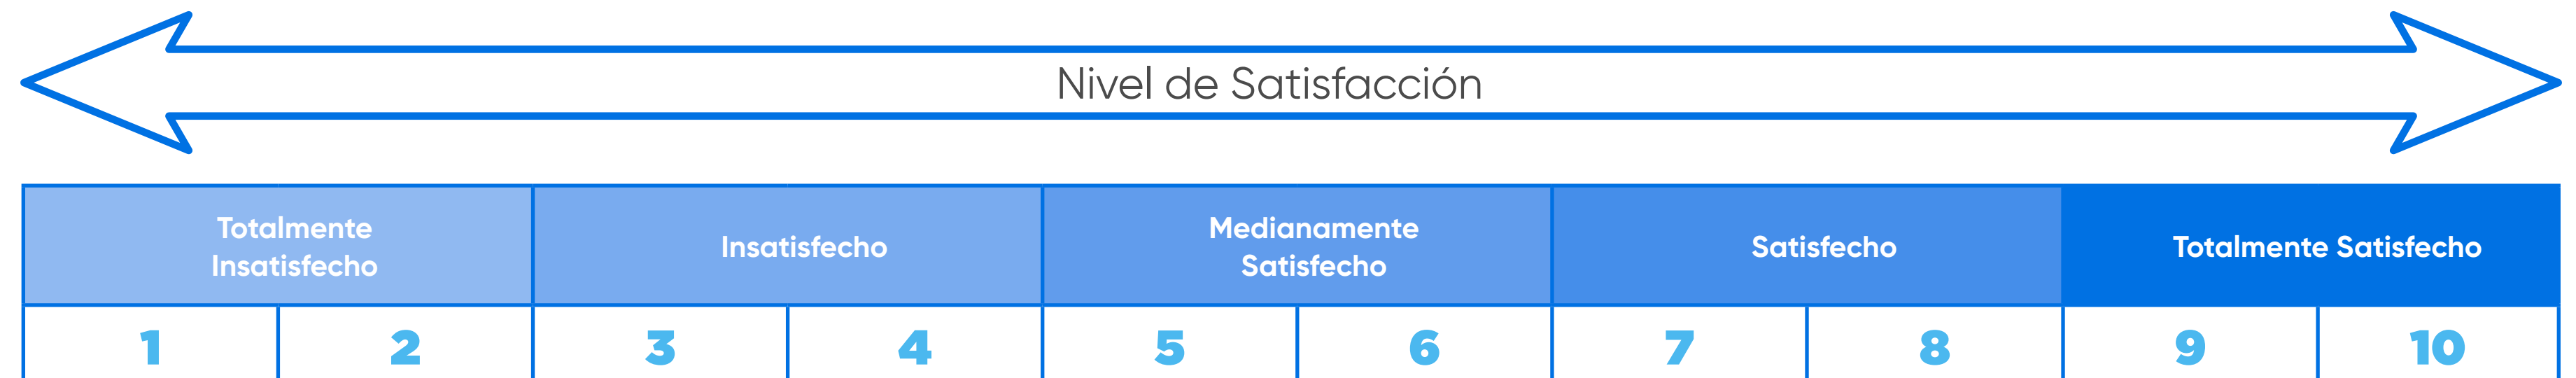 Nivel de Satisfacción
Totalmente
Insatisfecho
Insatisfecho
Medianamente
Satisfecho
Satisfecho
Totalmente Satisfecho
1 2 3 4 5 6 7 8 9 10